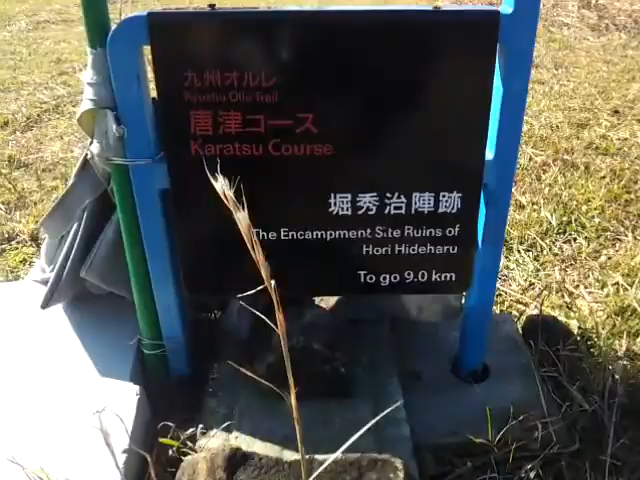 九州オルレ
Kyushu Olle Trail
唐津コース
Karatsu Course
堀秀治陣跡
The Encampment Site Ruins of
Hori Hideharu
To go 9.0 km